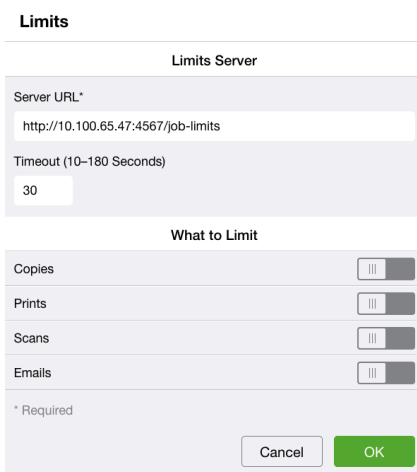 Limits
Limits Server
Server URL*
http://10.100.65.47:4567/job-limits
Timeout (10–180 Seconds)
30
What to Limit
Copies
Prints
Scans
Emails
* Required
Cancel OK